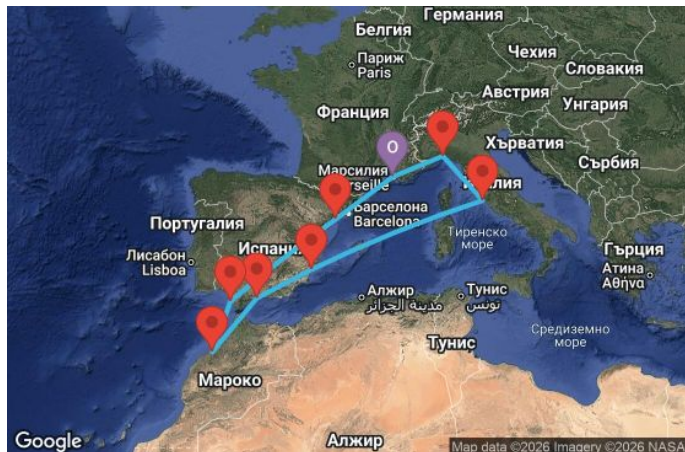 Германия
Белгия
Чехия
Париж
Paris
Словакия
Австрия
Унгария
Франция
O
Хърватия
Сърбия
Марсилия
Marseille
Италия
Барселона
Barcelona
Португалия
Тиренско
море
Испания
Лисабон
Lisboa
Гърция
Атина
Αθήνα
Алжир
مدينة الجزائر
Тунис
تونس
Средиземно
море
Тунис
Мароко
Алжир
Google
Map data ©2026 Imagery ©2026 NASA